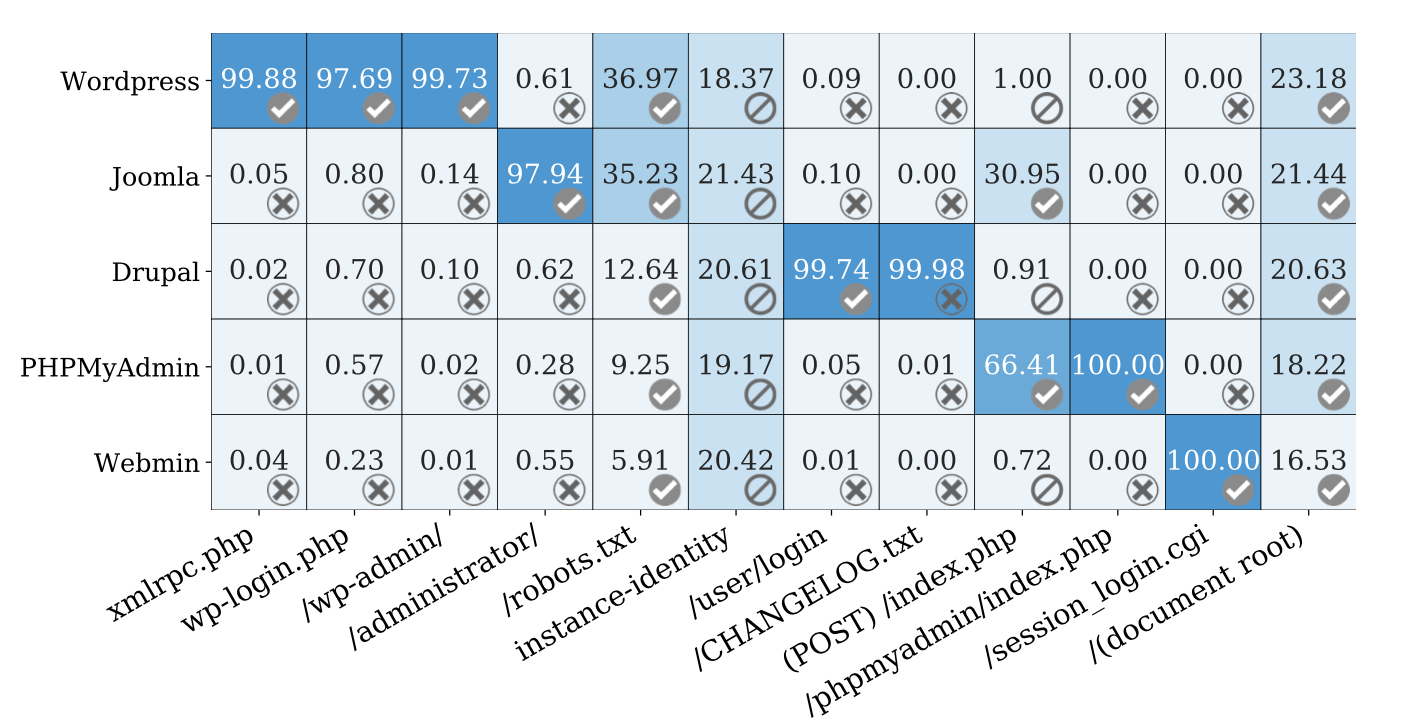 Wordpress 99.88 97.69 99.73 0.61 36.97 18.37 0.09 0.00 1.00 0.00 0.00 23.18
Joomla 0.05 0.80 0.14 97.94 35.23 21.43 0.10 0.00 30.95 0.00 0.00 21.44
Drupal 0.02 0.70 0.10 0.62 12.64 20.61 99.74 99.98 0.91 0.00 0.00 20.63
PHPMyAdmin 0.01 0.57 0.02 0.28 9.25 19.17 0.05 0.01 66.41 100.00 0.00 18.22
Webmin 0.04 0.23 0.01 0.55 5.91 20.42 0.01 0.00 0.72 0.00 100.00 16.53
xmlrpc.php
wp-login.php
/wp-admin/
/administrator/
/robots.txt
instance-identity
/user/login
/CHANGELOG.txt
(POST) /index.php
/phpmyadmin/index.php
/session_login.cgi
/(document root)